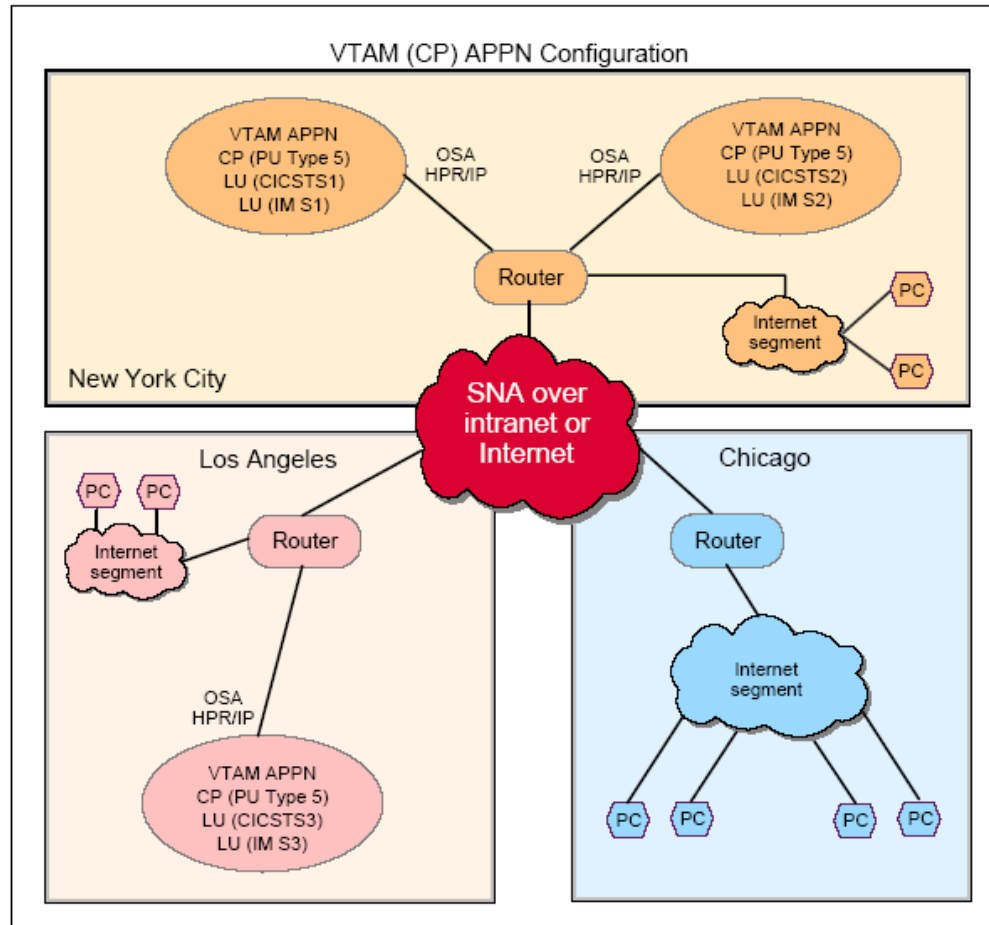 VTAM (CP) APPN Configuration
VTAM APPN
CP (PU Type 5)
LU (CICSTS1)
LU (IM S1)
OSA
HPR/IP
OSA
HPR/IP
VTAM APPN
CP (PU Type 5)
LU (CICSTS2)
LU (IM S2)
Router
Internet
segment
PC
PC
New York City
SNA over
intranet or
Internet
Los Angeles
PC
PC
Internet
segment
Router
OSA
HPR/IP
VTAM APPN
CP (PU Type 5)
LU (CICSTS3)
LU (IM S3)
Chicago
Router
Internet
segment
PC
PC
PC
PC